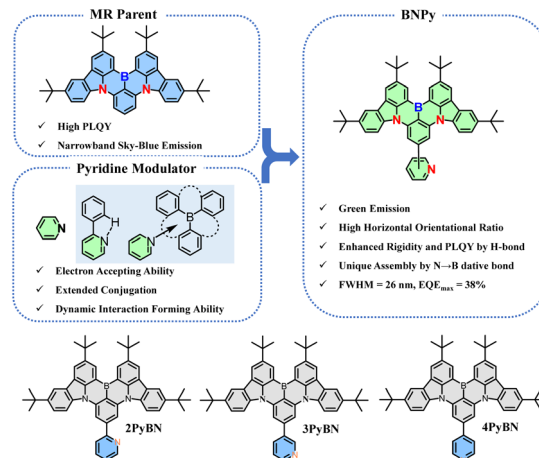 MR Parent
B
N
N
✓ High PLQY
✓ Narrowband Sky-Blue Emission
Pyridine Modulator
N
H
N
N
B
✓ Electron Accepting Ability
✓ Extended Conjugation
✓ Dynamic Interaction Forming Ability
BNPy
B
N
N
N
✓ Green Emission
✓ High Horizontal Orientational Ratio
✓ Enhanced Rigidity and PLQY by H-bond
✓ Unique Assembly by N→B dative bond
✓ FWHM = 26 nm, EQEmax = 38%
B
N
N
2PyBN
N
B
N
N
3PyBN
N
B
N
N
4PyBN